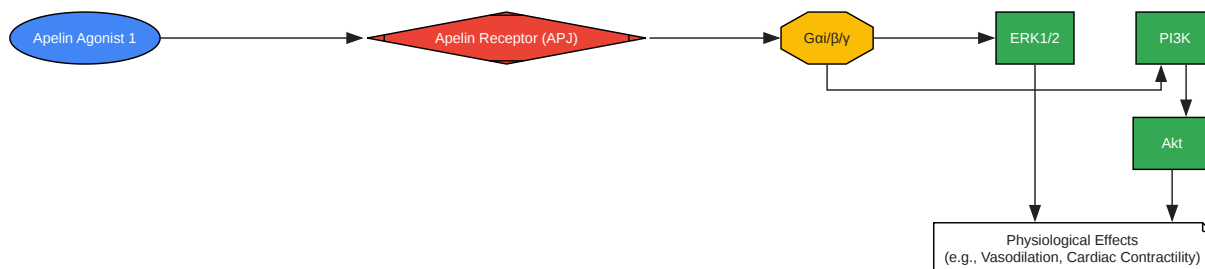 Apelin Agonist 1
Apelin Receptor (APJ)
Gαi/β/γ
ERK1/2
PI3K
Akt
Physiological Effects
(e.g., Vasodilation, Cardiac Contractility)